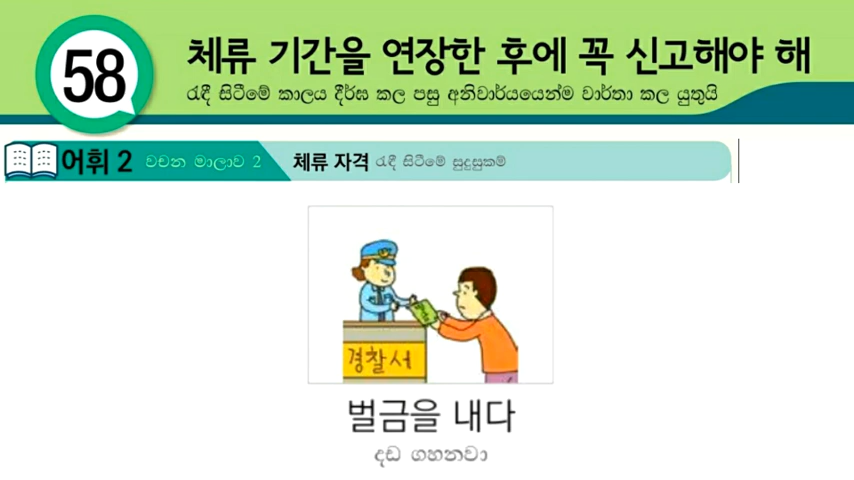 58
체류 기간을 연장한 후에 꼭 신고해야 해
රැඳී සිටීමේ කාලය දීර්ඝ කල පසු අනිවාර්යයෙන්ම වාර්තා කල යුතුයි
어휘 2 වචන මාලාව 2 체류 자격 රැඳී සිටීමේ සුදුසුකම්
경찰서
벌금을 내다
දඩ ගහනවා